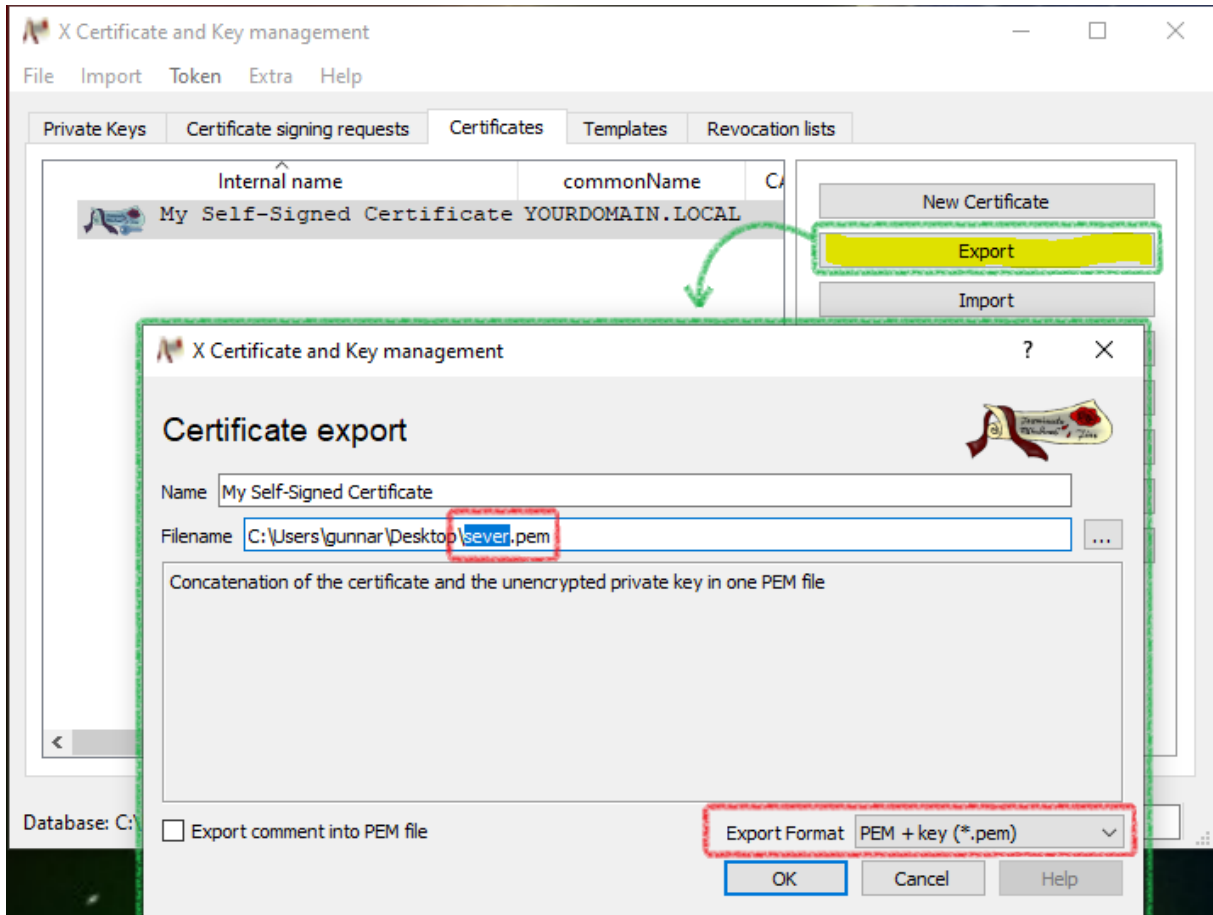 X Certificate and Key management
File Import Token Extra Help
Private Keys Certificate signing requests Certificates Templates Revocation lists
Internal name commonName CA
My Self-Signed Certificate YOURDOMAIN.LOCAL
New Certificate
Export
Import
X Certificate and Key management ?
Certificate export
Name My Self-Signed Certificate
Filename C:\Users\gunnar\Desktop\sever.pem ...
Concatenation of the certificate and the unencrypted private key in one PEM file
Database: C:\
Export comment into PEM file Export Format PEM + key (*.pem)
OK Cancel Help